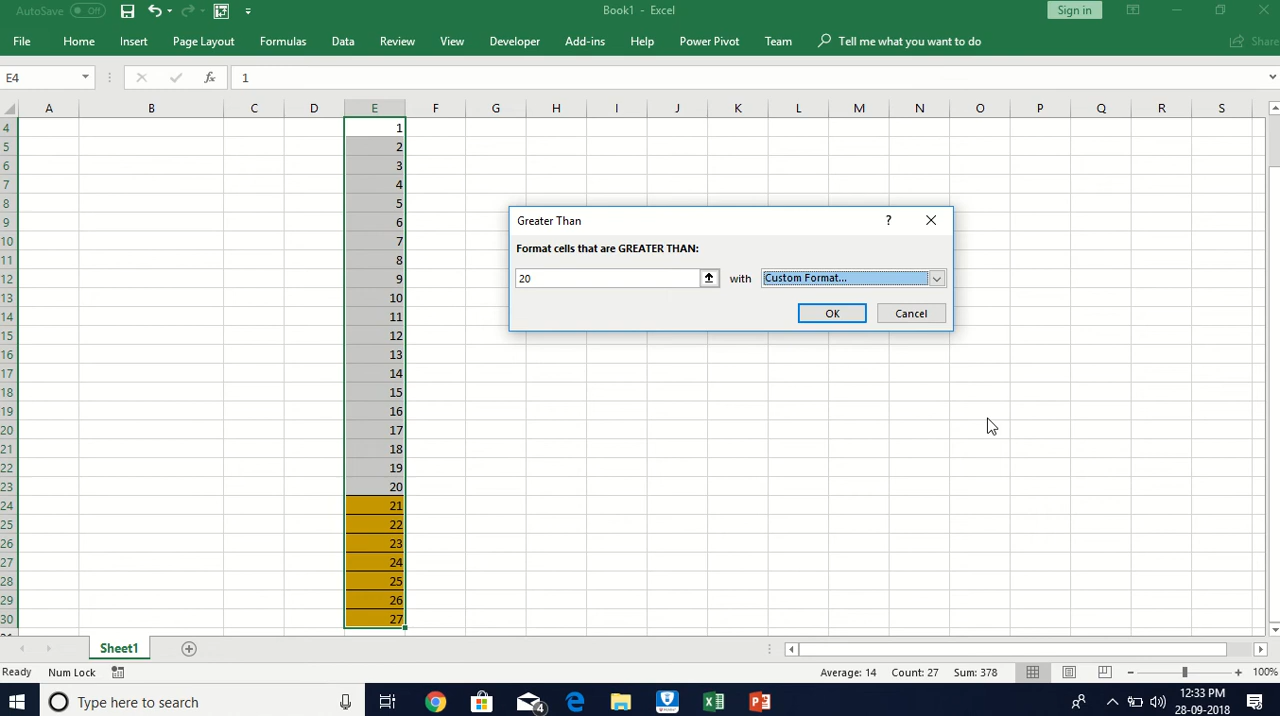 AutoSave Off Book1 - Excel Sign in
File Home Insert Page Layout Formulas Data Review View Developer Add-ins Help Power Pivot Team Tell me what you want to do Share
E4 fx 1
A B C D E F G H I J K L M N O P Q R S
4 1
5 2
6 3
7 4
8 5
9 6
10 7
11 8
12 9
13 10
14 11
15 12
16 13
17 14
18 15
19 16
20 17
21 18
22 19
23 20
24 21
25 22
26 23
27 24
28 25
29 26
30 27
Greater Than ?
Format cells that are GREATER THAN:
20 with Custom Format...
OK Cancel
Sheet1
Ready Num Lock Average: 14 Count: 27 Sum: 378 100%
Type here to search 4 12:33 PM
28-09-2018